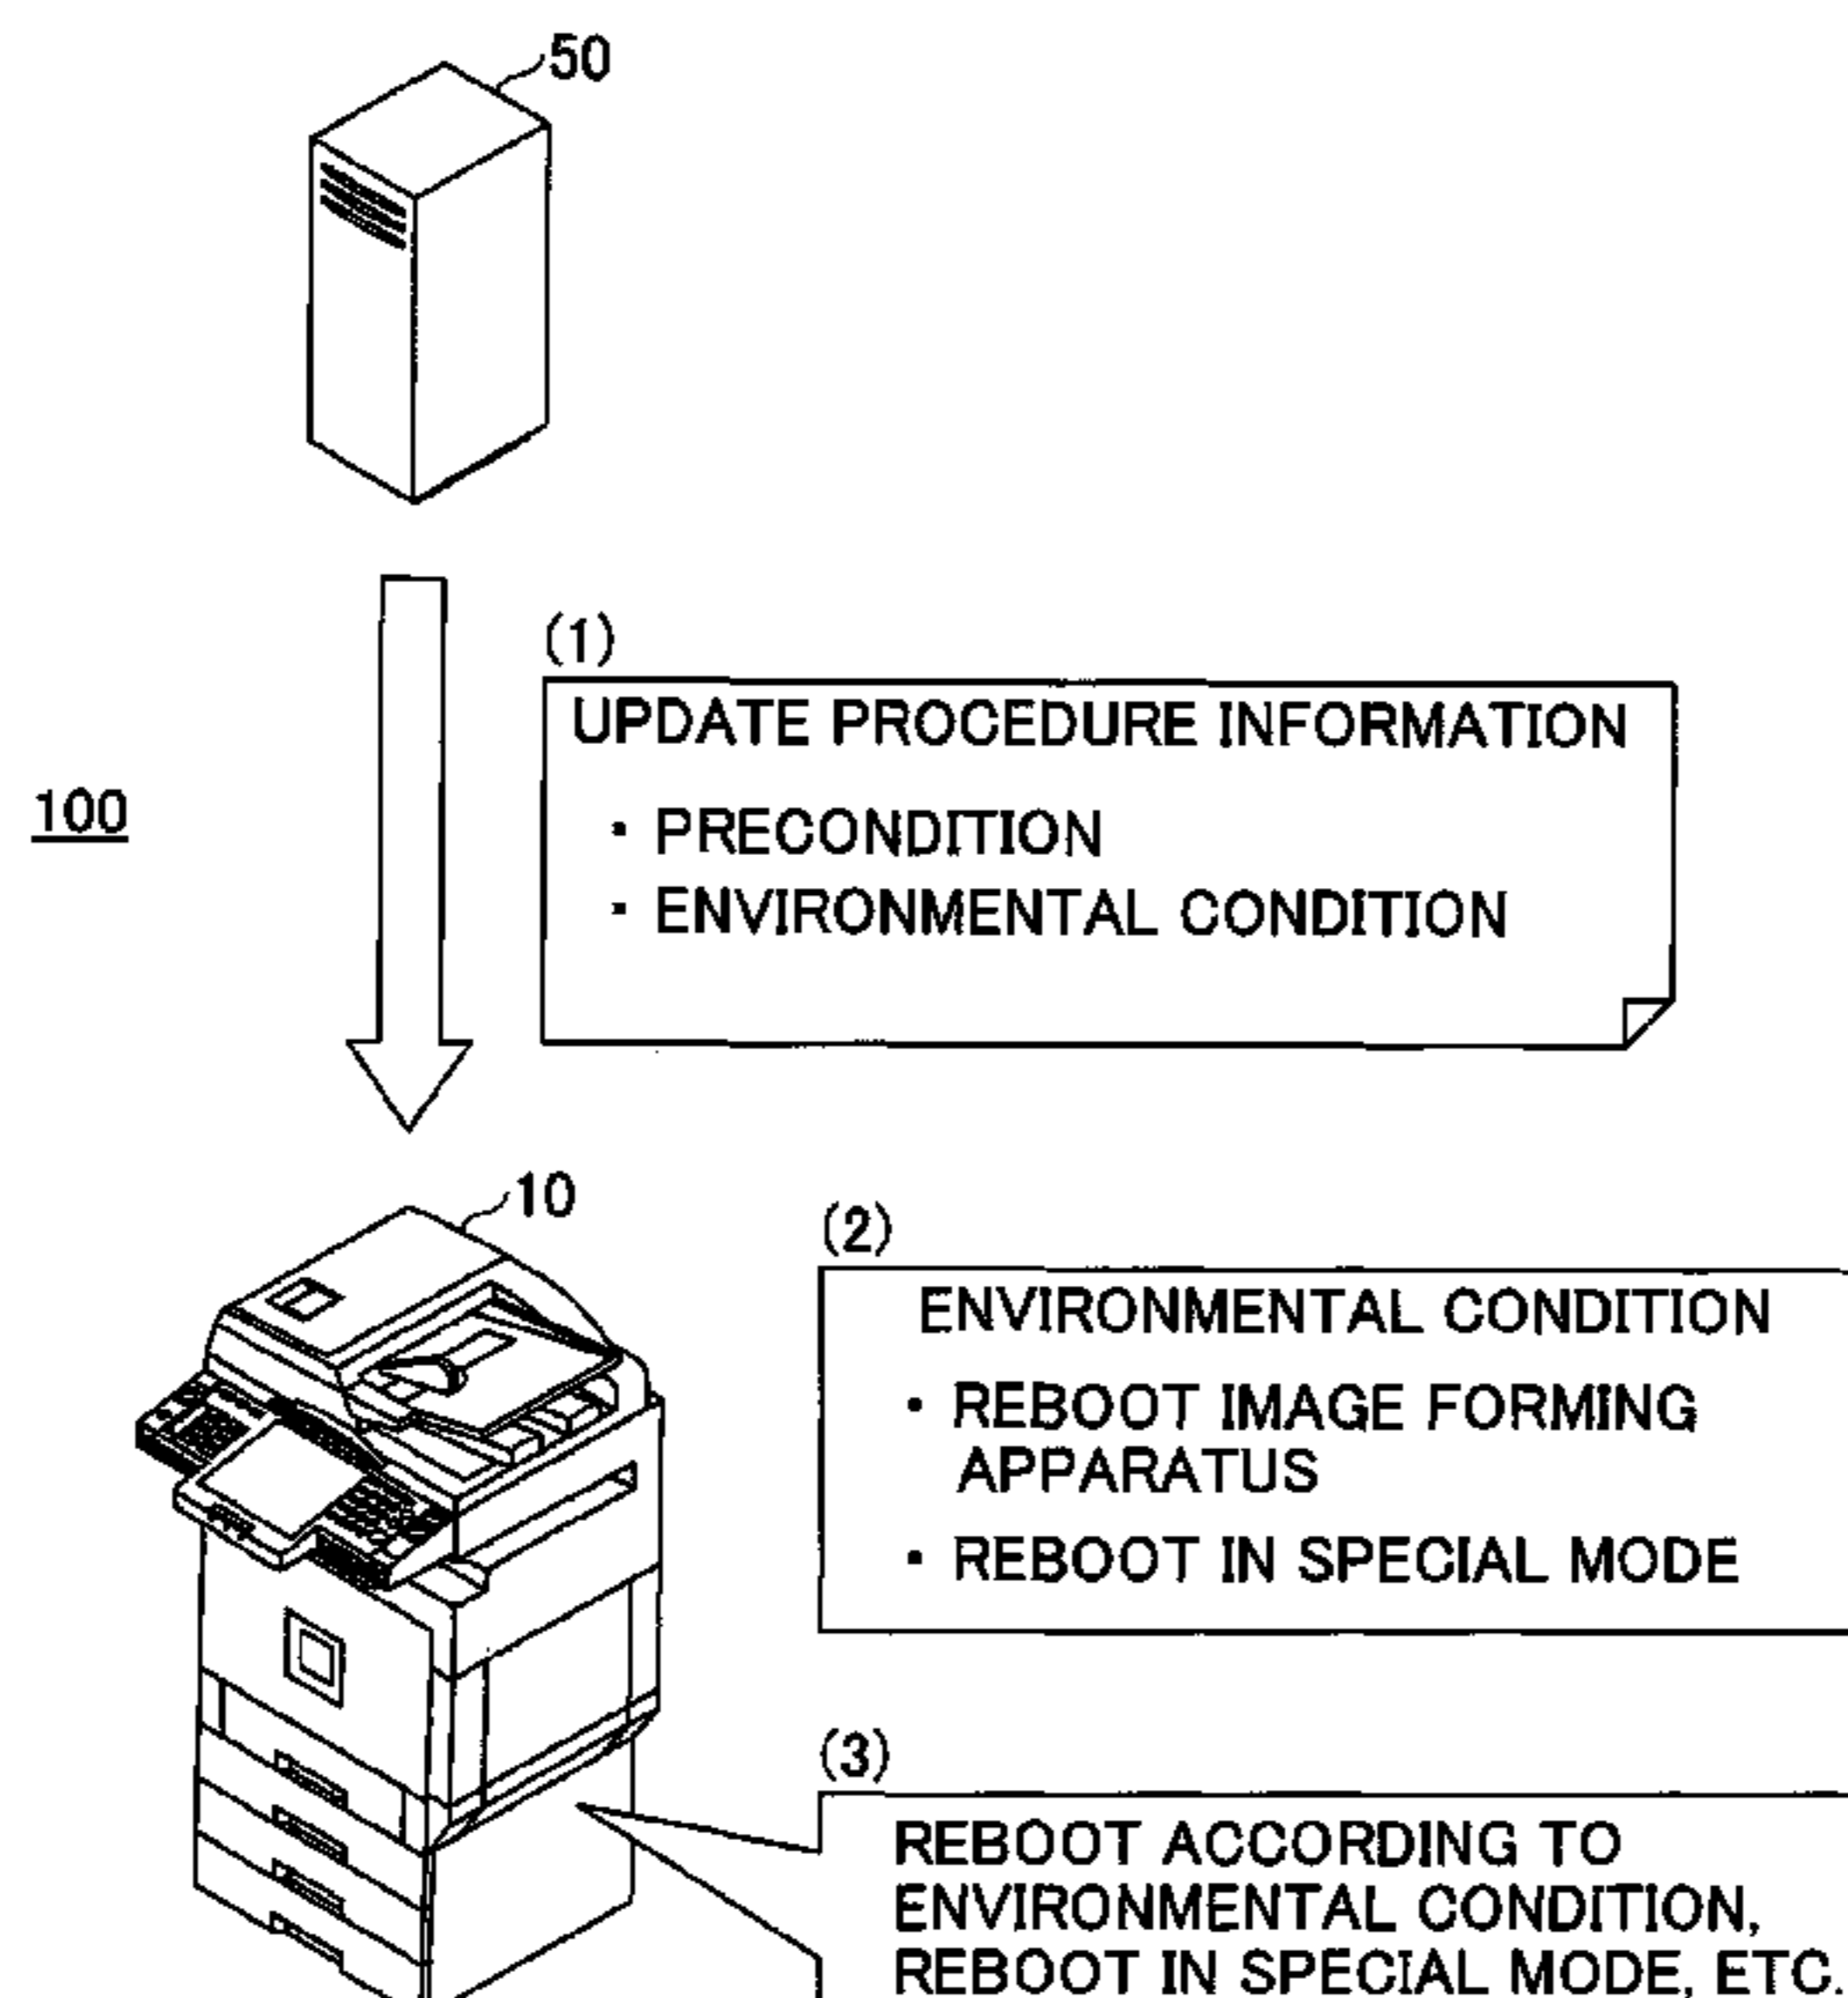 50
(1)
UPDATE PROCEDURE INFORMATION
100
・ PRECONDITION
・ ENVIRONMENTAL CONDITION
10
(2)
ENVIRONMENTAL CONDITION
・ REBOOT IMAGE FORMING
APPARATUS
・ REBOOT IN SPECIAL MODE
(3)
REBOOT ACCORDING TO
ENVIRONMENTAL CONDITION,
REBOOT IN SPECIAL MODE, ETC.